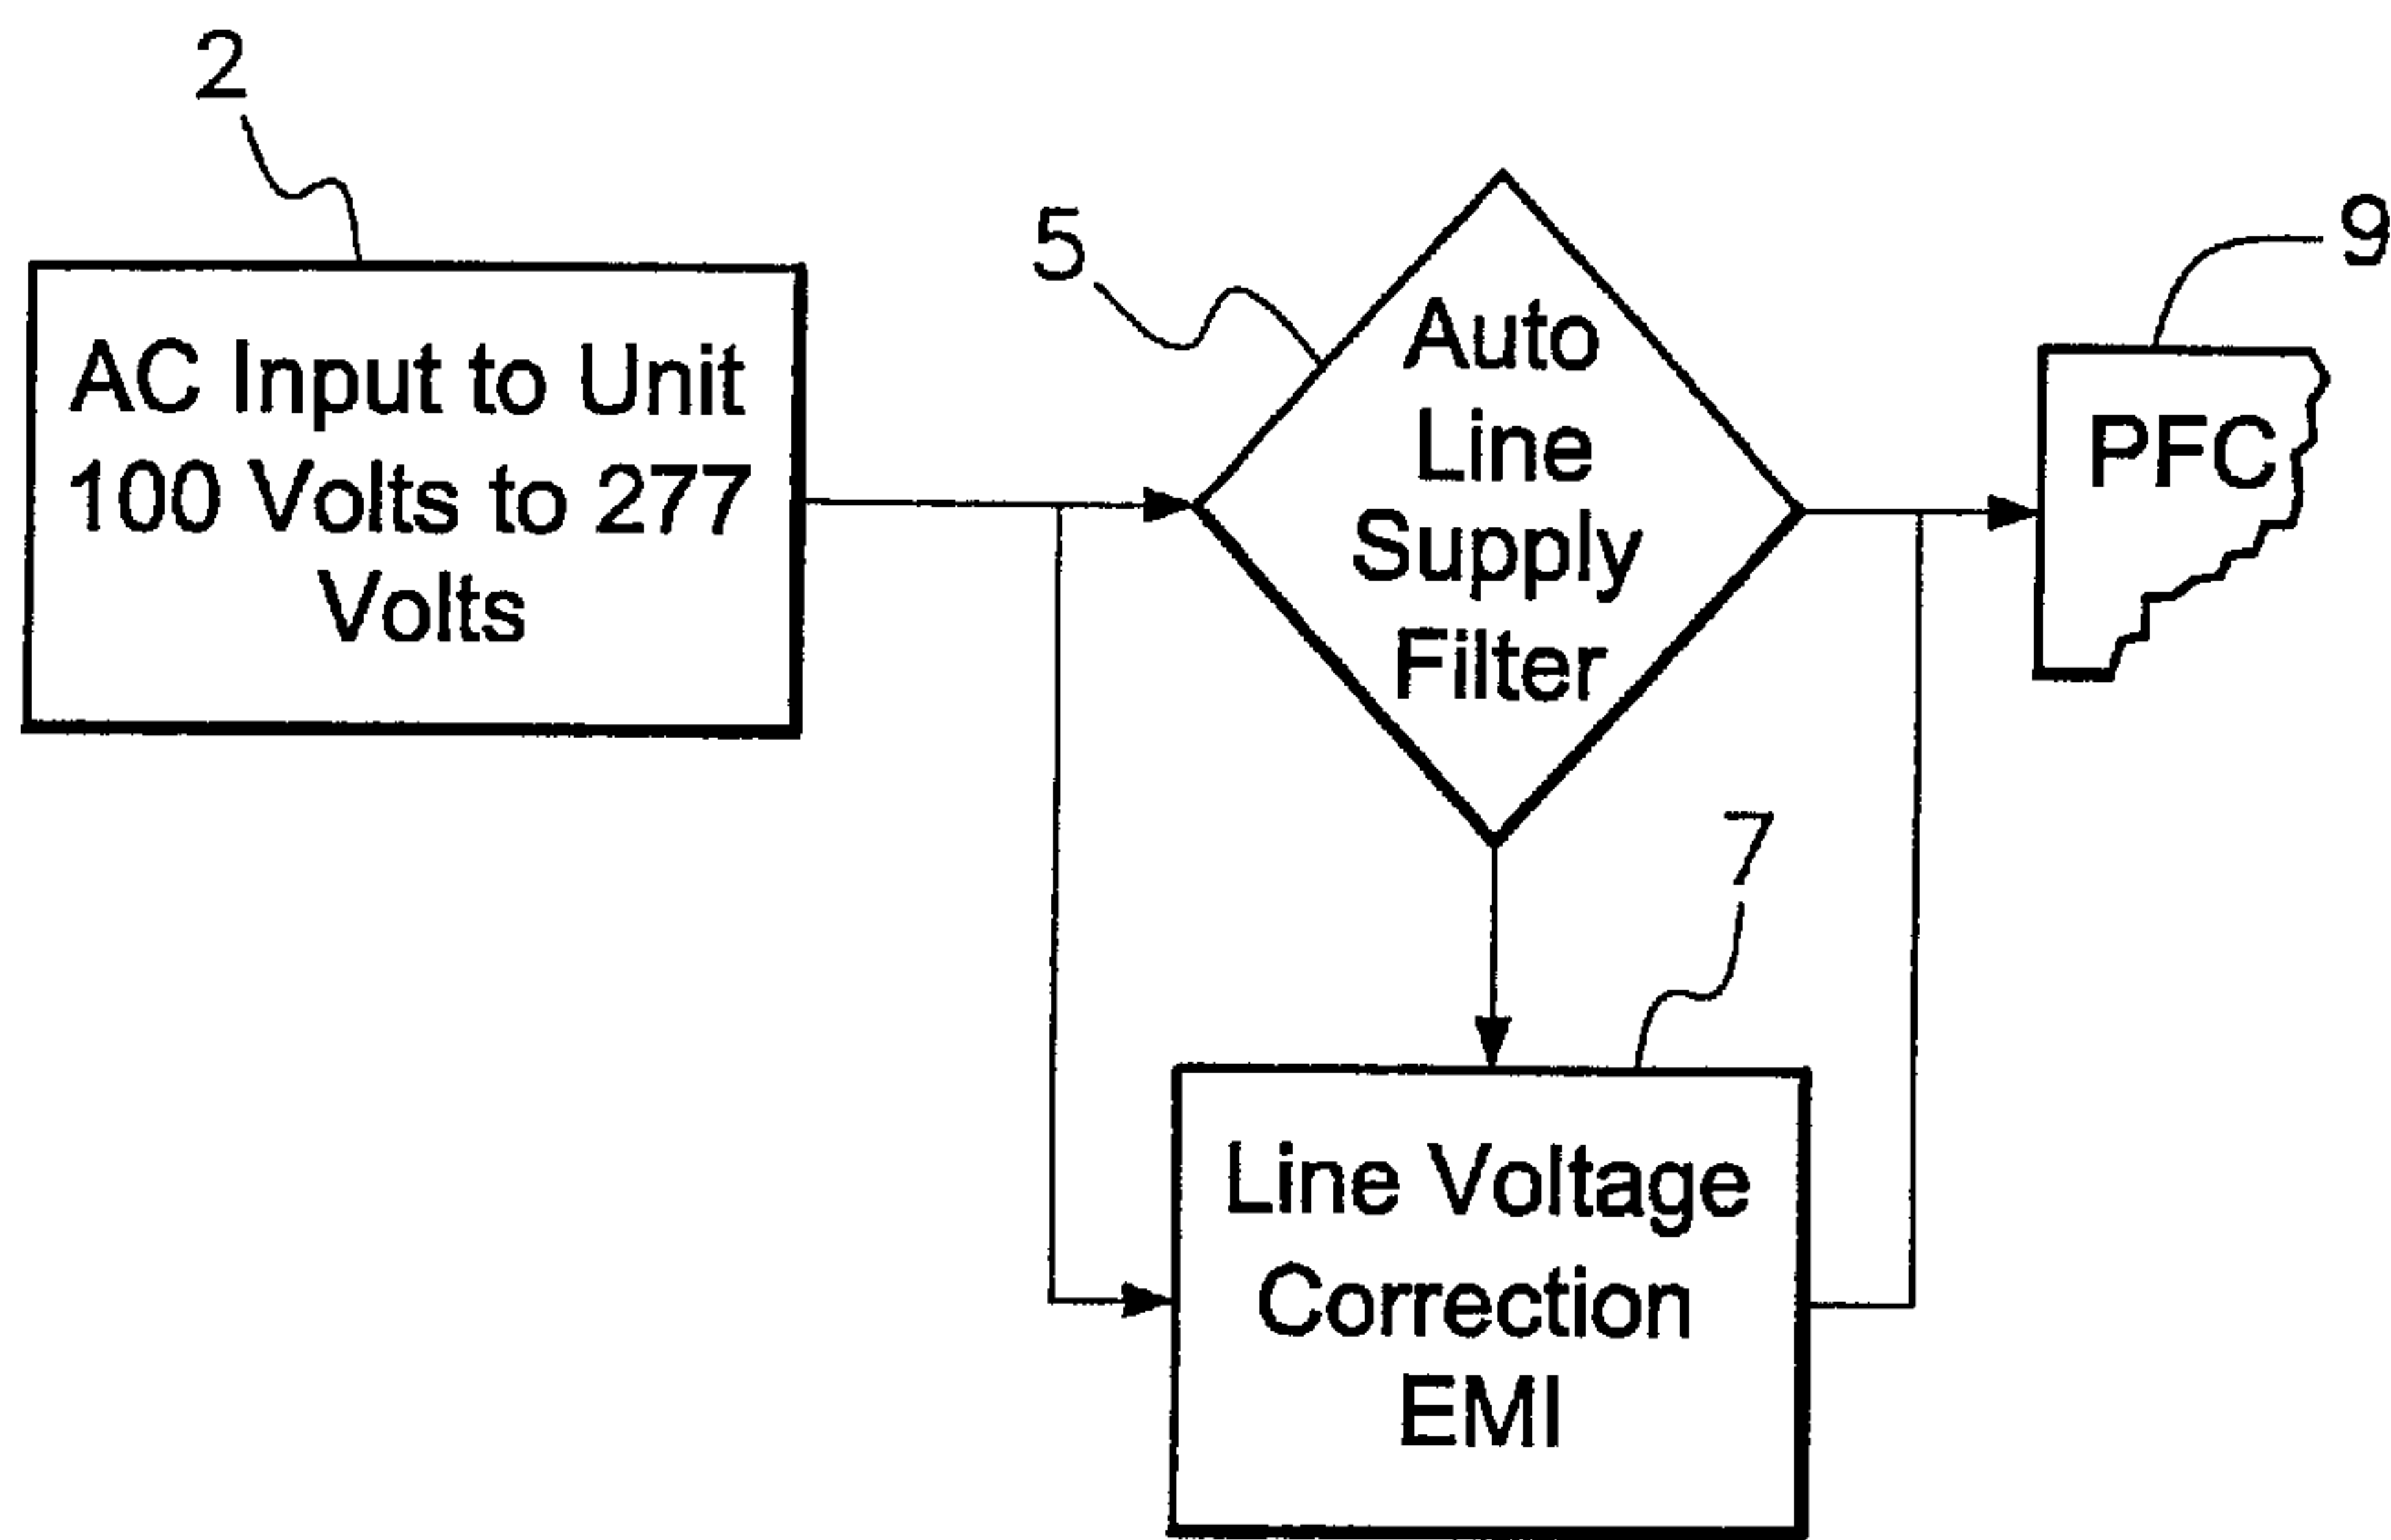 2
AC Input to Unit
100 Volts to 277
Volts
5
Auto
Line
Supply
Filter
9
PFC
7
Line Voltage
Correction
EMI